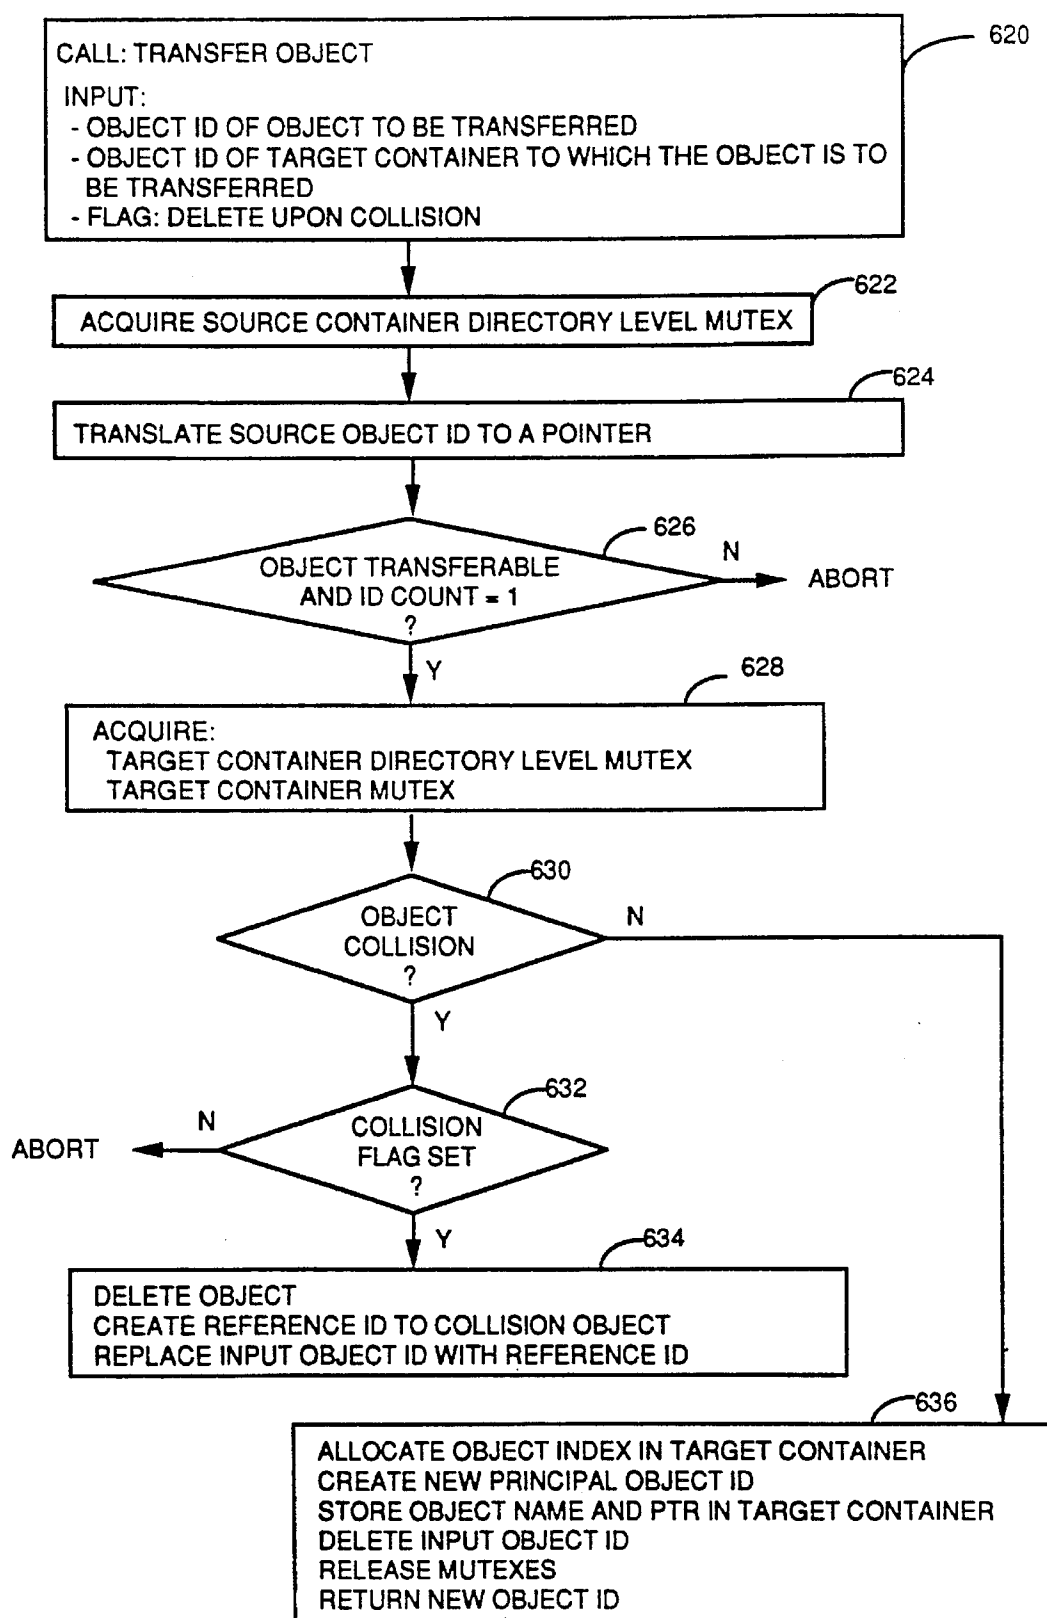 620
CALL: TRANSFER OBJECT
INPUT:
- OBJECT ID OF OBJECT TO BE TRANSFERRED
- OBJECT ID OF TARGET CONTAINER TO WHICH THE OBJECT IS TO
BE TRANSFERRED
- FLAG: DELETE UPON COLLISION
622
ACQUIRE SOURCE CONTAINER DIRECTORY LEVEL MUTEX
624
TRANSLATE SOURCE OBJECT ID TO A POINTER
626
OBJECT TRANSFERABLE
AND ID COUNT = 1
?
N
ABORT
Y
628
ACQUIRE:
TARGET CONTAINER DIRECTORY LEVEL MUTEX
TARGET CONTAINER MUTEX
630
OBJECT
COLLISION
?
N
Y
632
COLLISION
FLAG SET
?
N
ABORT
Y
634
DELETE OBJECT
CREATE REFERENCE ID TO COLLISION OBJECT
REPLACE INPUT OBJECT ID WITH REFERENCE ID
636
ALLOCATE OBJECT INDEX IN TARGET CONTAINER
CREATE NEW PRINCIPAL OBJECT ID
STORE OBJECT NAME AND PTR IN TARGET CONTAINER
DELETE INPUT OBJECT ID
RELEASE MUTEXES
RETURN NEW OBJECT ID